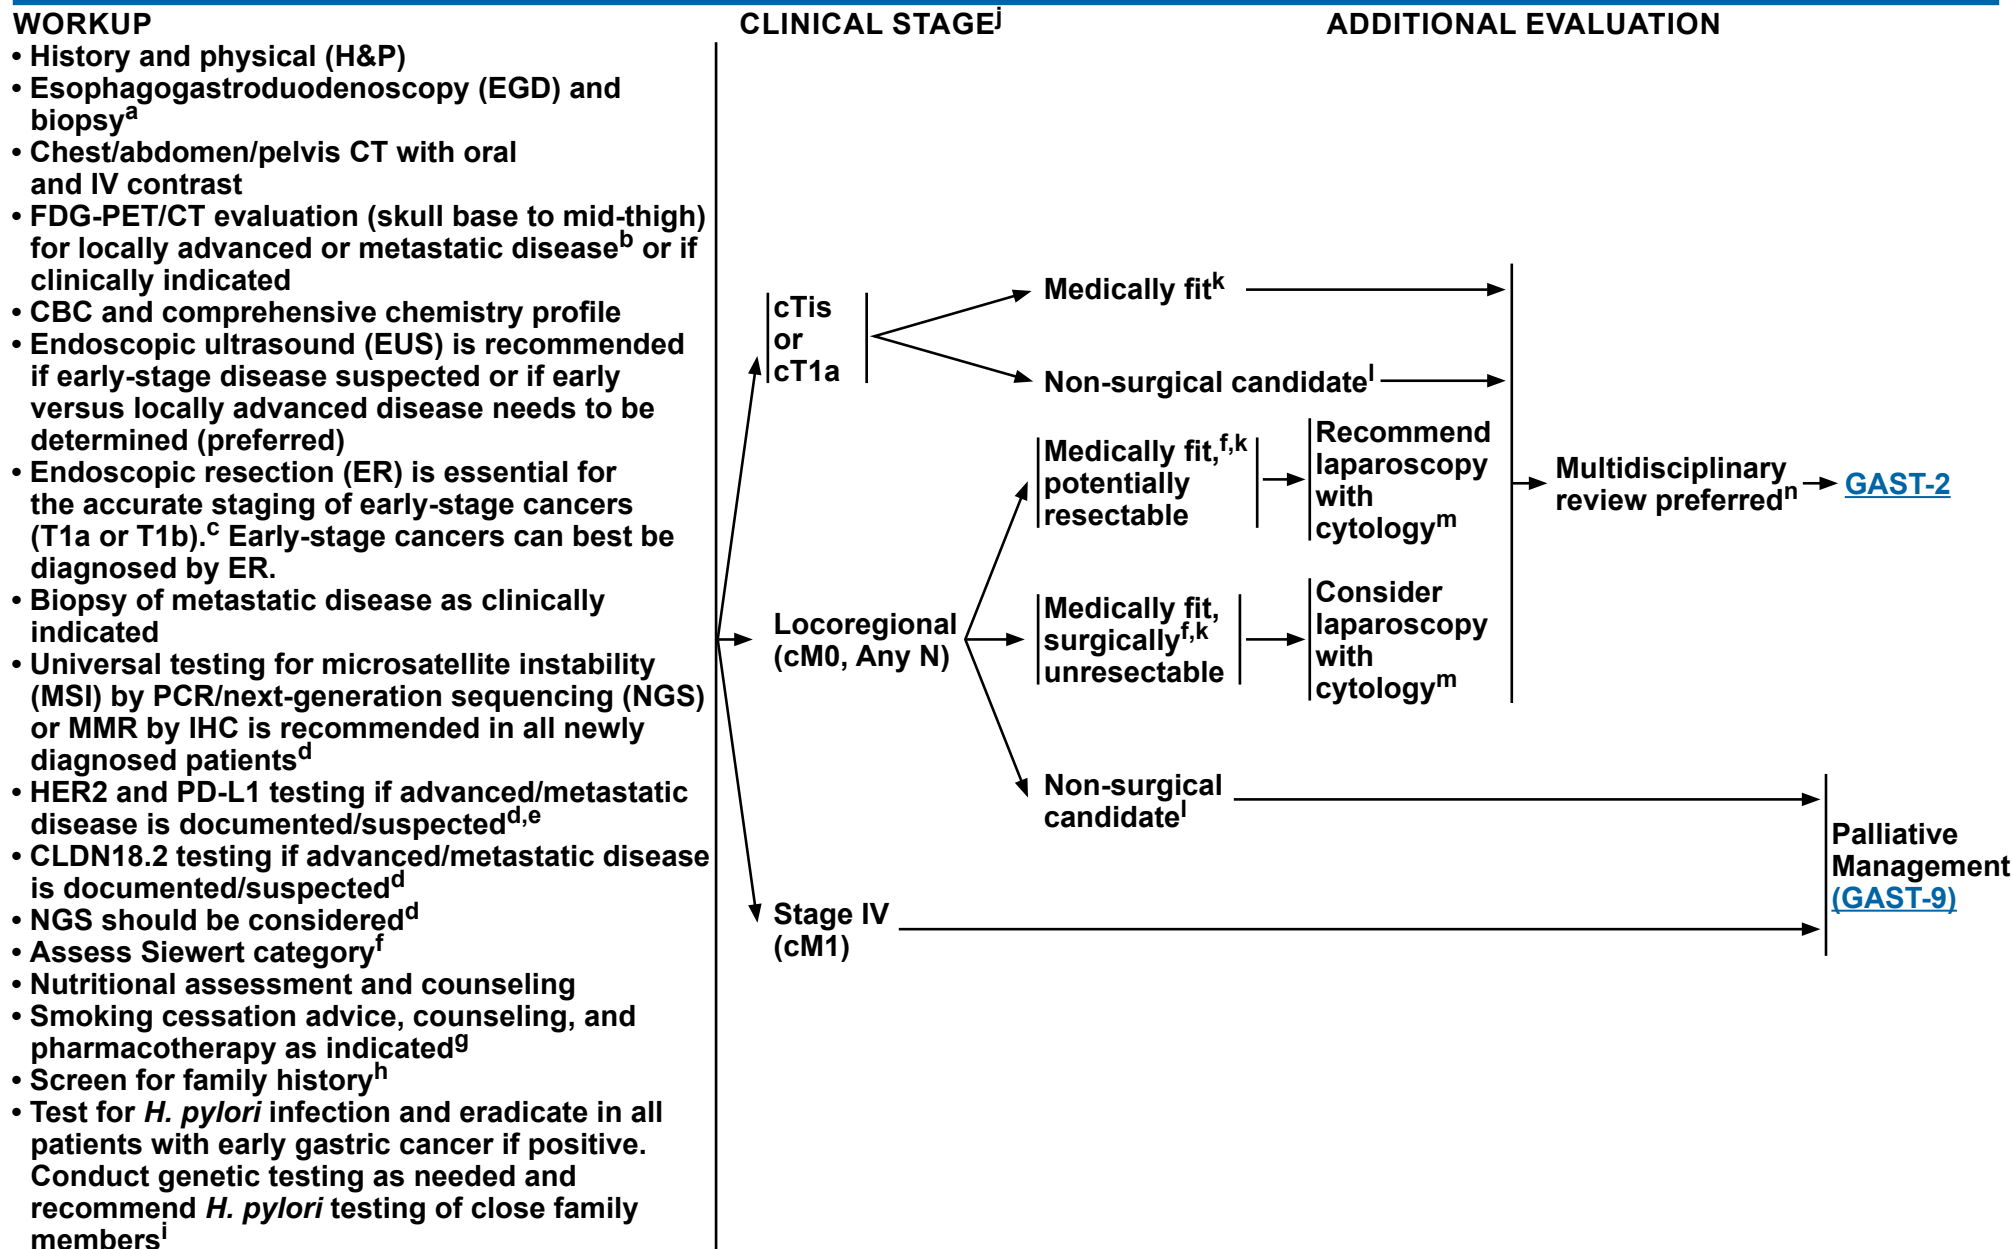 WORKUP
• History and physical (H&P)
• Esophagogastroduodenoscopy (EGD) and
biopsya
• Chest/abdomen/pelvis CT with oral
and IV contrast
• FDG-PET/CT evaluation (skull base to mid-thigh)
for locally advanced or metastatic diseaseb or if
clinically indicated
• CBC and comprehensive chemistry profile
• Endoscopic ultrasound (EUS) is recommended
if early-stage disease suspected or if early
versus locally advanced disease needs to be
determined (preferred)
• Endoscopic resection (ER) is essential for
the accurate staging of early-stage cancers
(T1a or T1b).c Early-stage cancers can best be
diagnosed by ER.
• Biopsy of metastatic disease as clinically
indicated
• Universal testing for microsatellite instability
(MSI) by PCR/next-generation sequencing (NGS)
or MMR by IHC is recommended in all newly
diagnosed patientsd
• HER2 and PD-L1 testing if advanced/metastatic
disease is documented/suspectedd,e
• CLDN18.2 testing if advanced/metastatic disease
is documented/suspectedd
• NGS should be consideredd
• Assess Siewert categoryf
• Nutritional assessment and counseling
• Smoking cessation advice, counseling, and
pharmacotherapy as indicatedg
• Screen for family historyh
• Test for H. pylori infection and eradicate in all
patients with early gastric cancer if positive.
Conduct genetic testing as needed and
recommend H. pylori testing of close family
membersi
CLINICAL STAGEj
cTis
or
cT1a
Locoregional
(cM0, Any N)
Stage IV
(cM1)
ADDITIONAL EVALUATION
Medically fitk
Non-surgical candidatel
Medically fit,f,k
potentially
resectable
Recommend
laparoscopy
with
cytologym
Medically fit,
surgicallyf,k
unresectable
Consider
laparoscopy
with
cytologym
Non-surgical
candidatel
Multidisciplinary
review preferredn
GAST-2
Palliative
Management
(GAST-9)